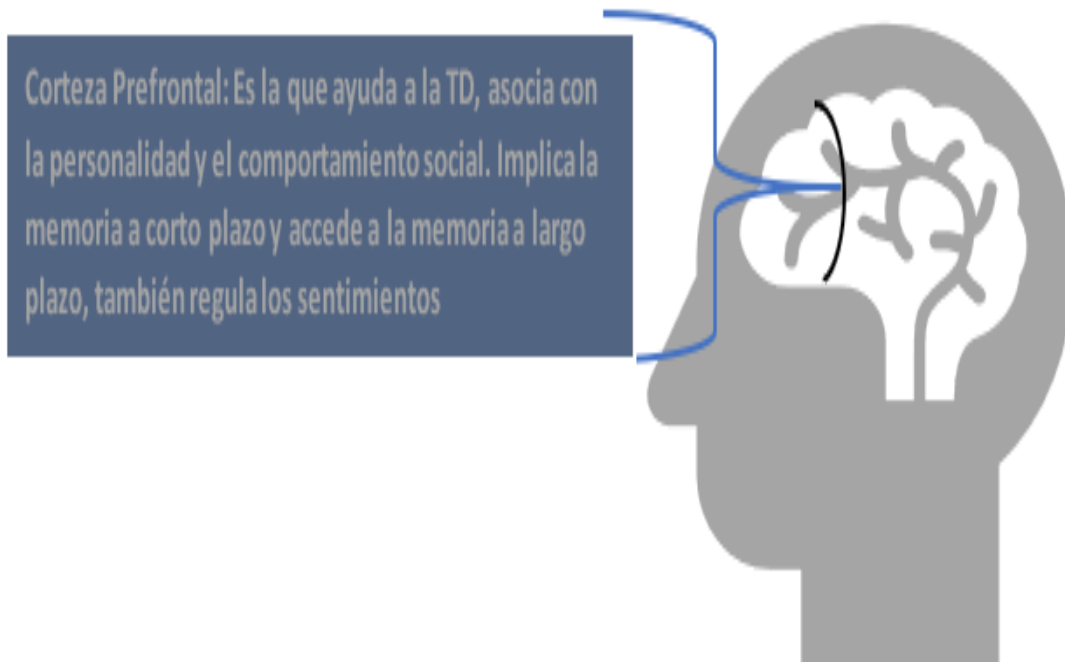 Corteza Prefrontal: Es la que ayuda a la TD, asocia con
la personalidad y el comportamiento social. Implica la
memoria a corto plazo y accede a la memoria a largo
plazo, también regula los sentimientos